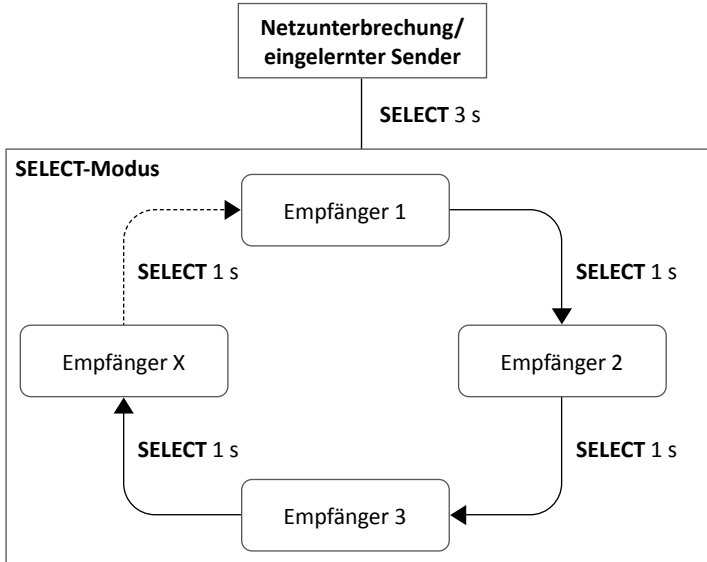 Netzunterbrechung/
eingelernter Sender
SELECT 3 s
SELECT-Modus
Empfänger 1
SELECT 1 s
SELECT 1 s
Empfänger X
Empfänger 2
SELECT 1 s
SELECT 1 s
Empfänger 3